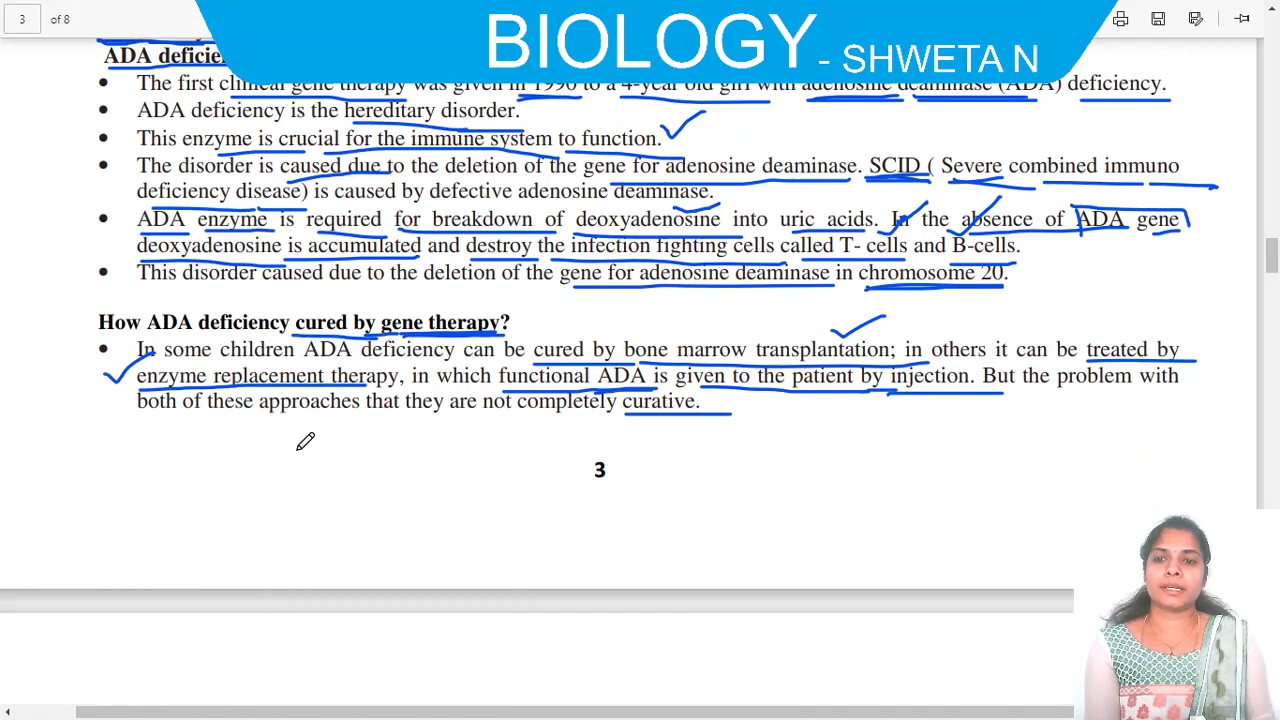 3
of 8
BIOLOGY - SHWETA N
ADA deficie
The first clinical gene therapy was given in 1990 to a 4-year old girl with adenosine deaminase (ADA) deficiency.
ADA deficiency is the hereditary disorder.
This enzyme is crucial for the immune system to function.
The disorder is caused due to the deletion of the gene for adenosine deaminase. SCID ( Severe combined immuno
deficiency disease) is caused by defective adenosine deaminase.
ADA enzyme is required for breakdown of deoxyadenosine into uric acids. In the absence of ADA gene
deoxyadenosine is accumulated and destroy the infection fighting cells called T- cells and B-cells.
This disorder caused due to the deletion of the gene for adenosine deaminase in chromosome 20.
How ADA deficiency cured by gene therapy?
In some children ADA deficiency can be cured by bone marrow transplantation; in others it can be treated by
enzyme replacement therapy, in which functional ADA is given to the patient by injection. But the problem with
both of these approaches that they are not completely curative.
3